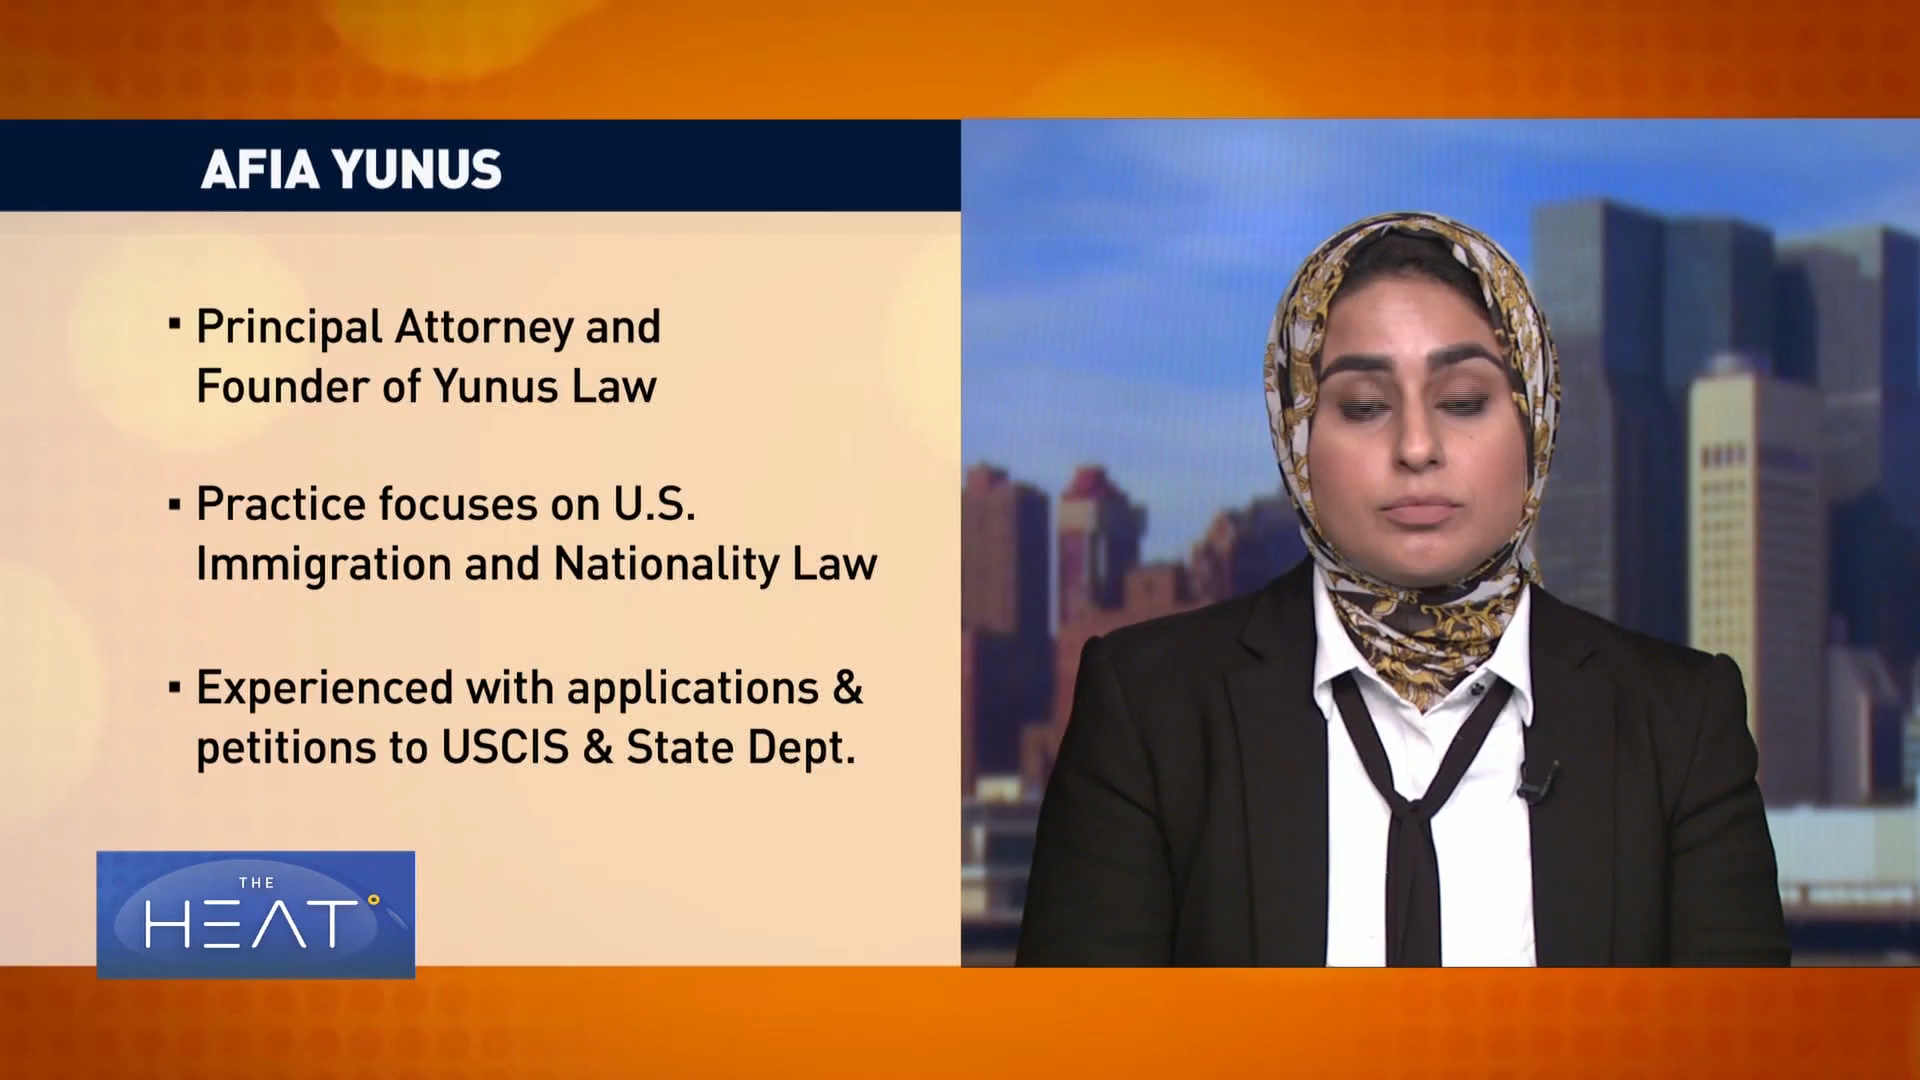 AFIA YUNUS
▪ Principal Attorney and
Founder of Yunus Law
▪ Practice focuses on U.S.
Immigration and Nationality Law
▪ Experienced with applications &
petitions to USCIS & State Dept.
THE
HEAT°